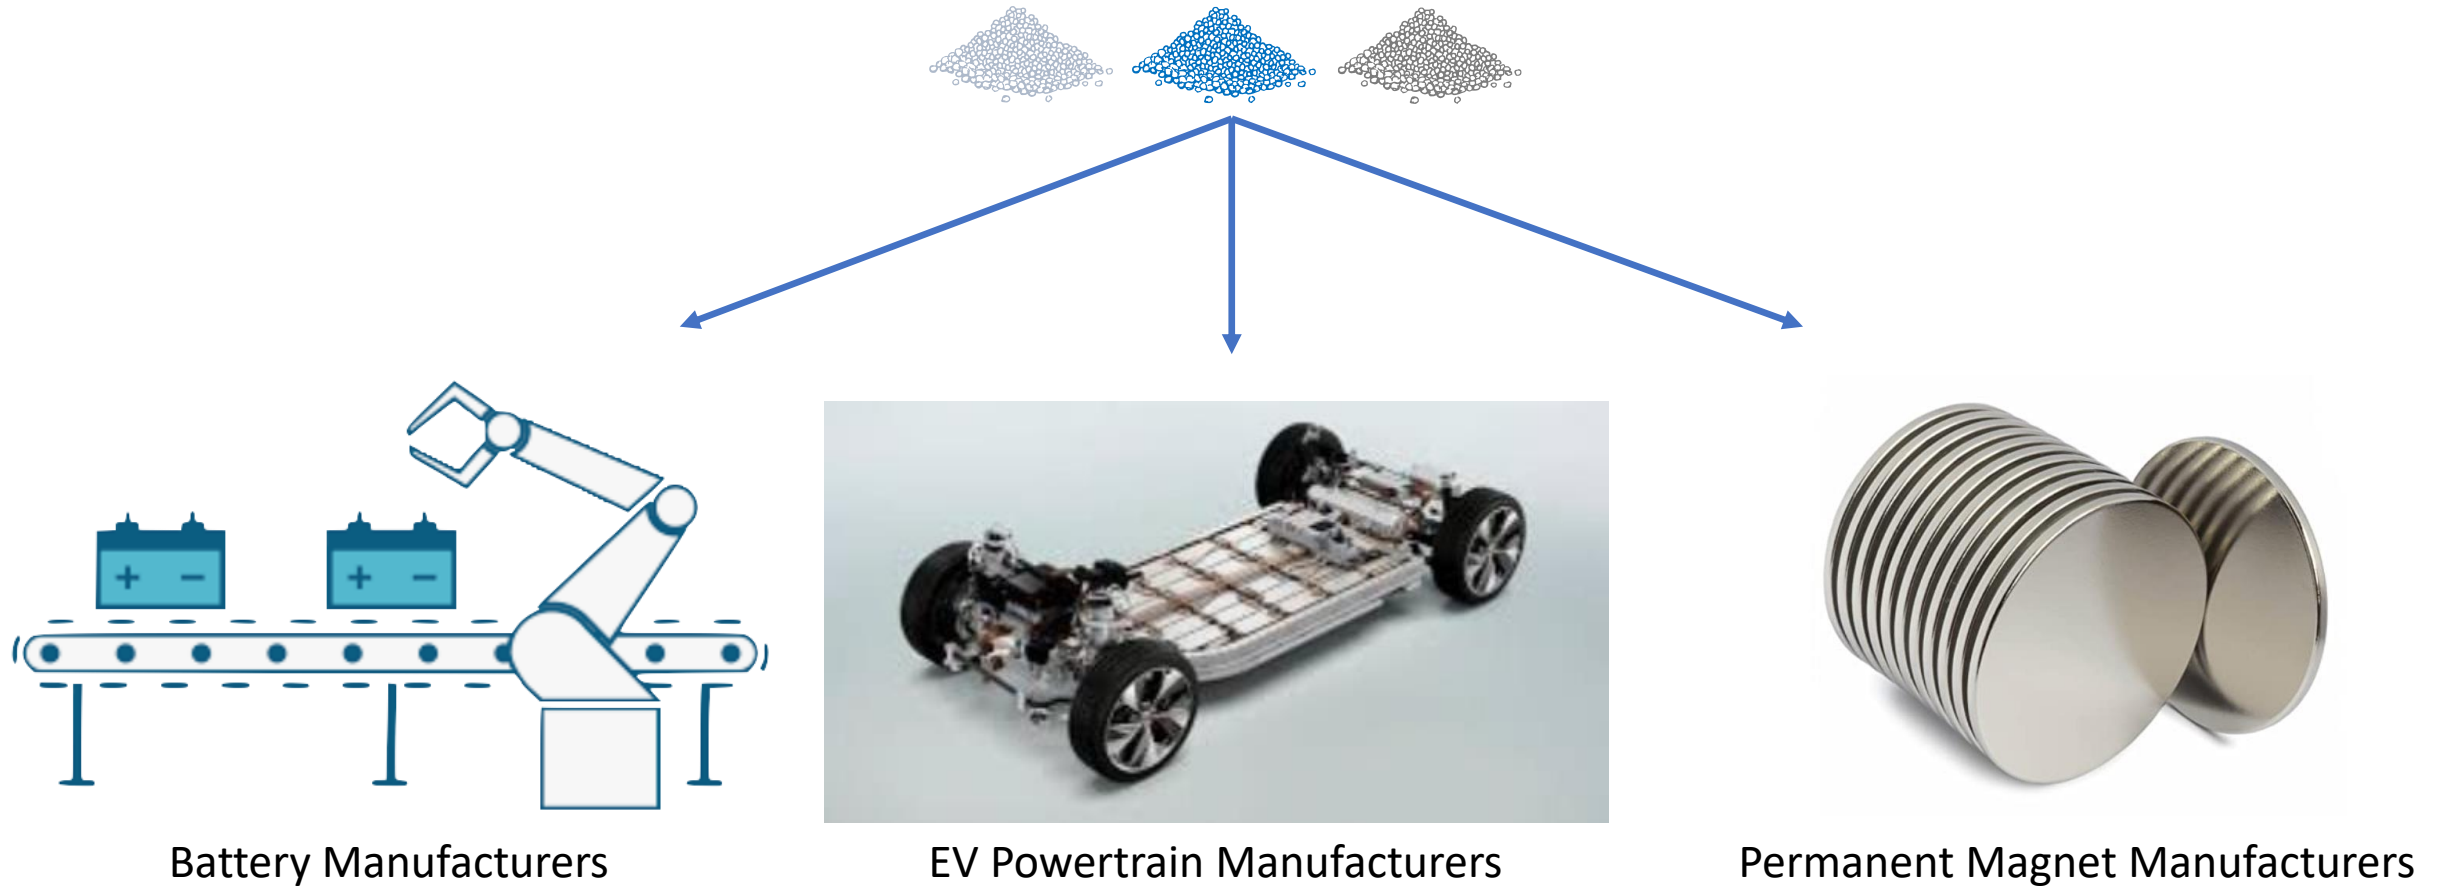 + - + -
Battery Manufacturers
EV Powertrain Manufacturers
Permanent Magnet Manufacturers